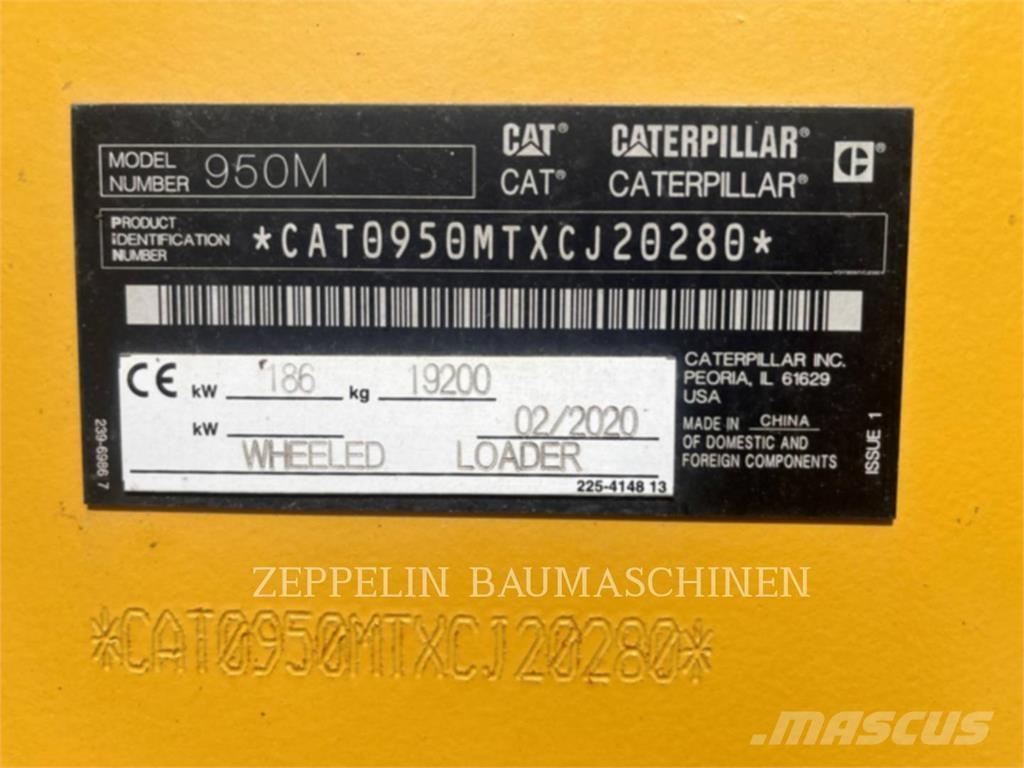 CAT® CATERPILLAR®
CAT® CATERPILLAR®
MODEL NUMBER 950M
PRODUCT IDENTIFICATION NUMBER *CAT0950MTXCJ20280*
CE kW 186 kg 19200
kW 02/2020
WHEELED LOADER
225-4148 13
239-6986 7
CATERPILLAR INC.
PEORIA, IL 61629
USA
MADE IN CHINA
OF DOMESTIC AND
FOREIGN COMPONENTS
ISSUE 1
ZEPPELIN BAUMASCHINEN
*CAT0950MTXCJ20280*
MASCUS